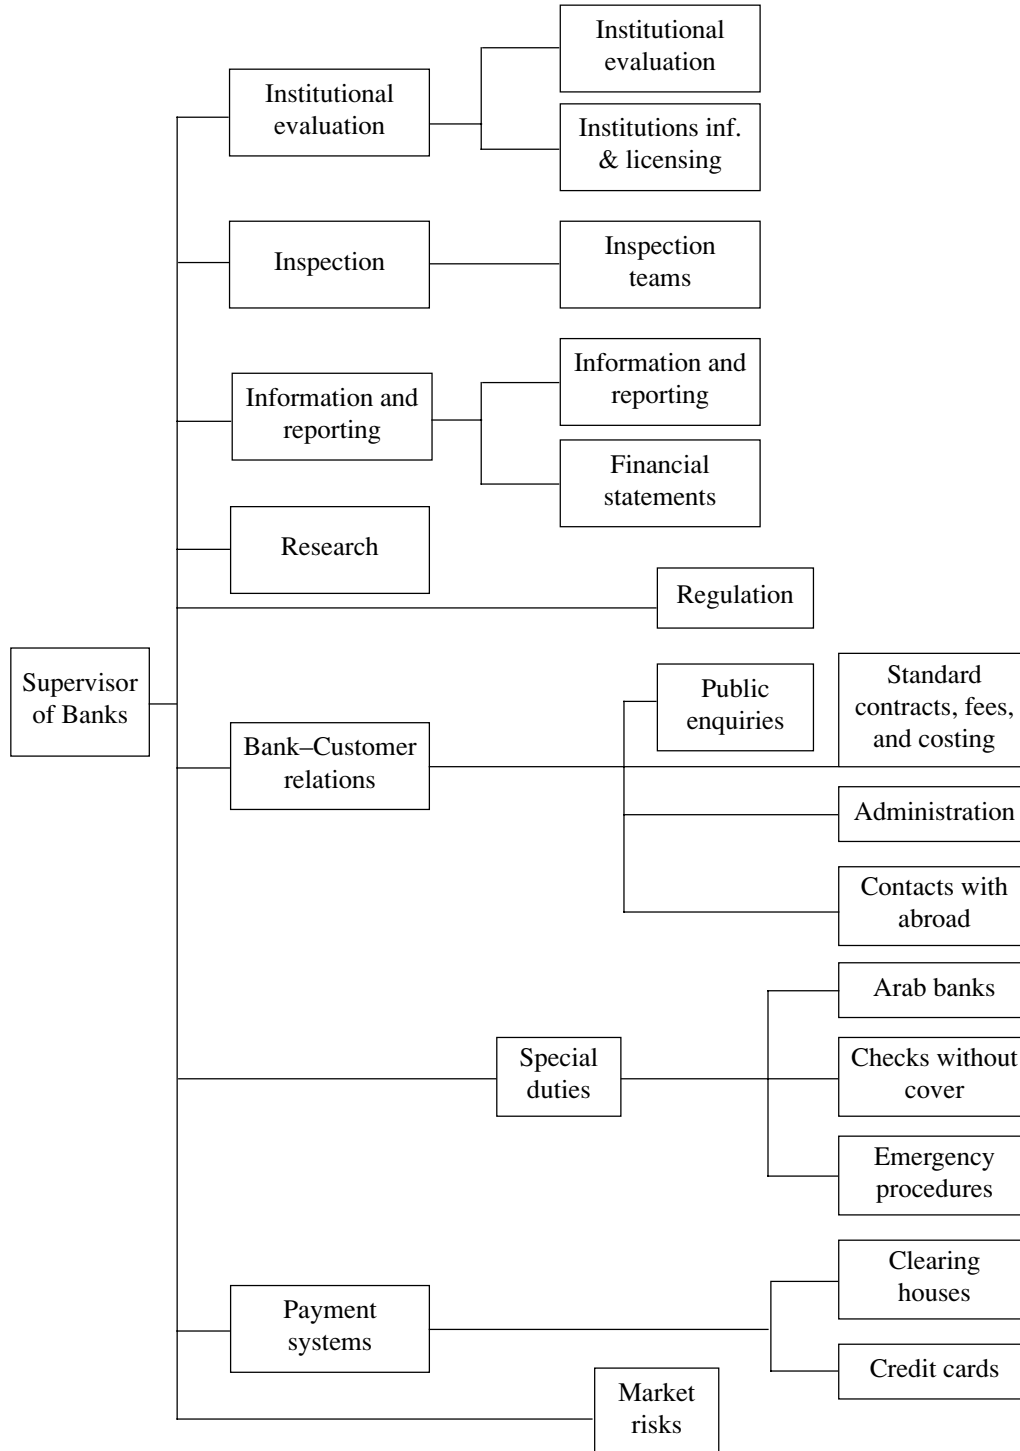 Institutional
evaluation
Institutional
evaluation
Institutions inf.
& licensing
Inspection
Inspection
teams
Information and
reporting
Information and
reporting
Financial
statements
Research
Regulation
Supervisor
of Banks
Bank–Customer
relations
Public
enquiries
Standard
contracts, fees,
and costing
Administration
Contacts with
abroad
Special
duties
Arab banks
Checks without
cover
Emergency
procedures
Payment
systems
Clearing
houses
Credit cards
Market
risks